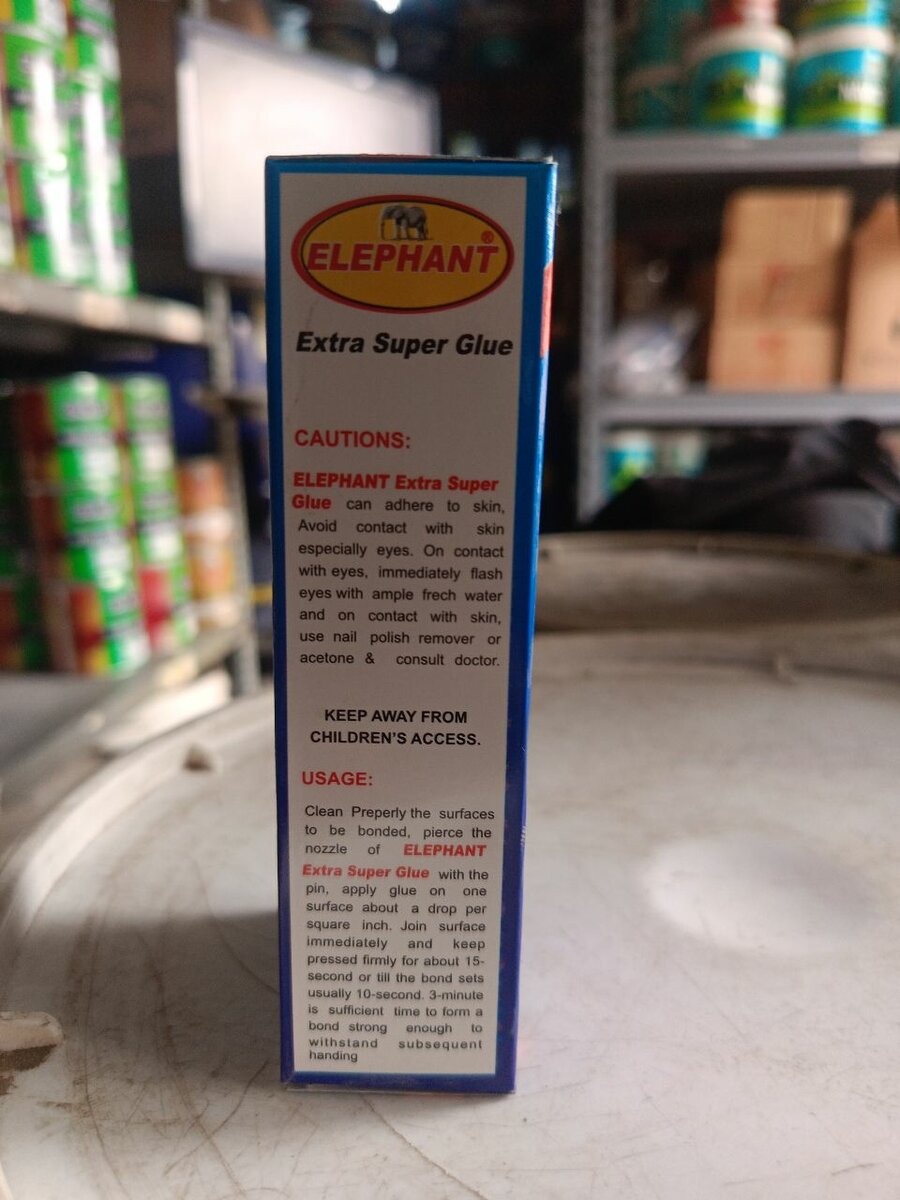 ELEPHANT®
Extra Super Glue
CAUTIONS:
ELEPHANT Extra Super
Glue can adhere to skin,
Avoid contact with skin
especially eyes. On contact
with eyes, immediately flash
eyes with ample frech water
and on contact with skin,
use nail polish remover or
acetone & consult doctor.
KEEP AWAY FROM
CHILDREN'S ACCESS.
USAGE:
Clean Preperly the surfaces
to be bonded, pierce the
nozzle of ELEPHANT
Extra Super Glue with the
pin, apply glue on one
surface about a drop per
square inch. Join surface
immediately and keep
pressed firmly for about 15-
second or till the bond sets
usually 10-second. 3-minute
is sufficient time to form a
bond strong enough to
withstand subsequent
handing